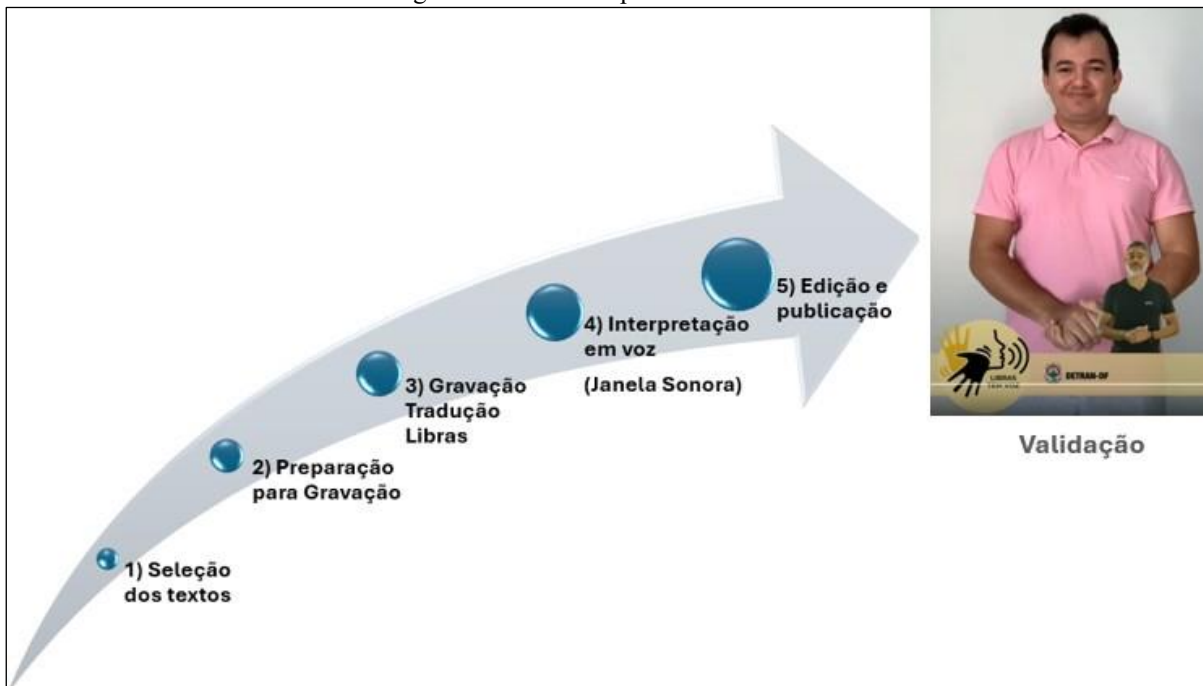 1) Seleção
dos textos
2) Preparação
para Gravação
3) Gravação
Tradução
Libras
4) Interpretação
em voz
(Janela Sonora)
5) Edição e
publicação
LIBRAS
DETRAN-DF
Validação